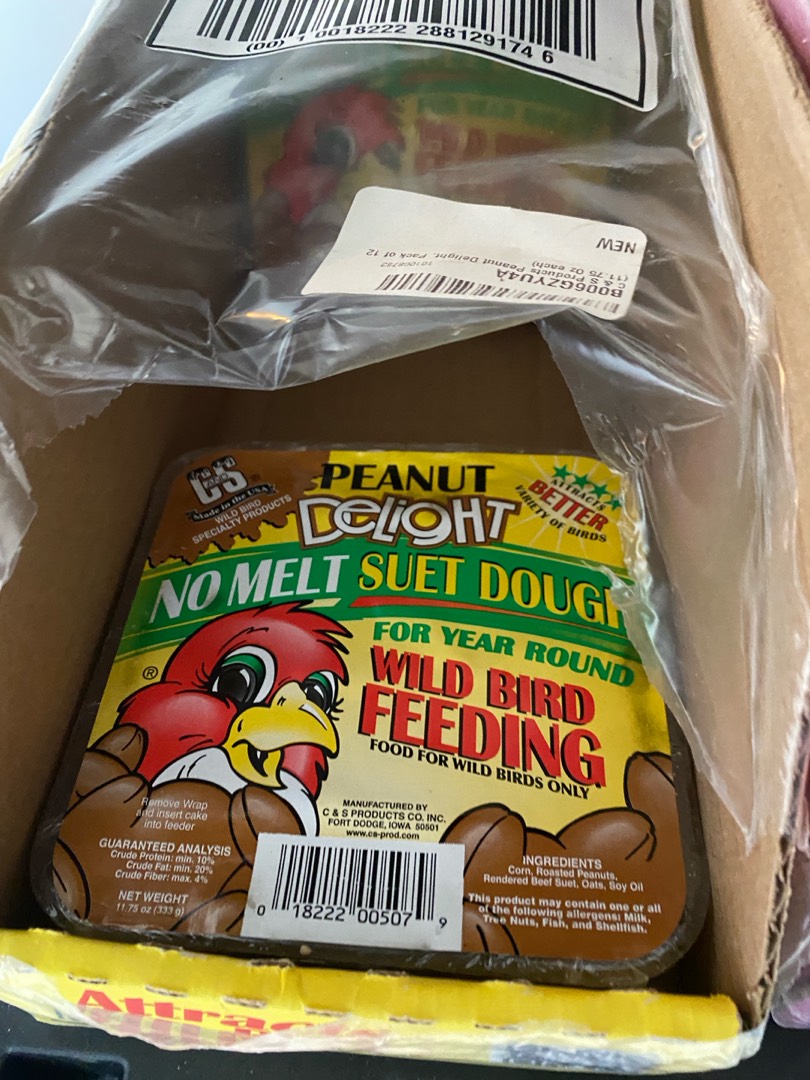 (00) 1 0018222 288129174 6
B006GZYU4A
C & S Products Peanut Delight, Pack of 12
(11.75 Oz each)
NEW
C&S
Made in the USA
WILD BIRD
SPECIALTY PRODUCTS
PEANUT
DELIGHT
ATTRACTS
BETTER
VARIETY OF BIRDS
NO MELT SUET DOUGH
FOR YEAR ROUND
WILD BIRD
FEEDING
FOOD FOR WILD BIRDS ONLY
®
Remove Wrap
and insert cake
into feeder
MANUFACTURED BY
C & S PRODUCTS CO. INC.
FORT DODGE, IOWA 50501
www.cs-prod.com
GUARANTEED ANALYSIS
Crude Protein: min. 10%
Crude Fat: min. 20%
Crude Fiber: max. 4%
NET WEIGHT
11.75 oz (333 g)
0 18222 00507 9
INGREDIENTS
Corn, Roasted Peanuts,
Rendered Beef Suet, Oats, Soy Oil
This product may contain one or all
of the following allergens: Milk,
Tree Nuts, Fish, and Shellfish.